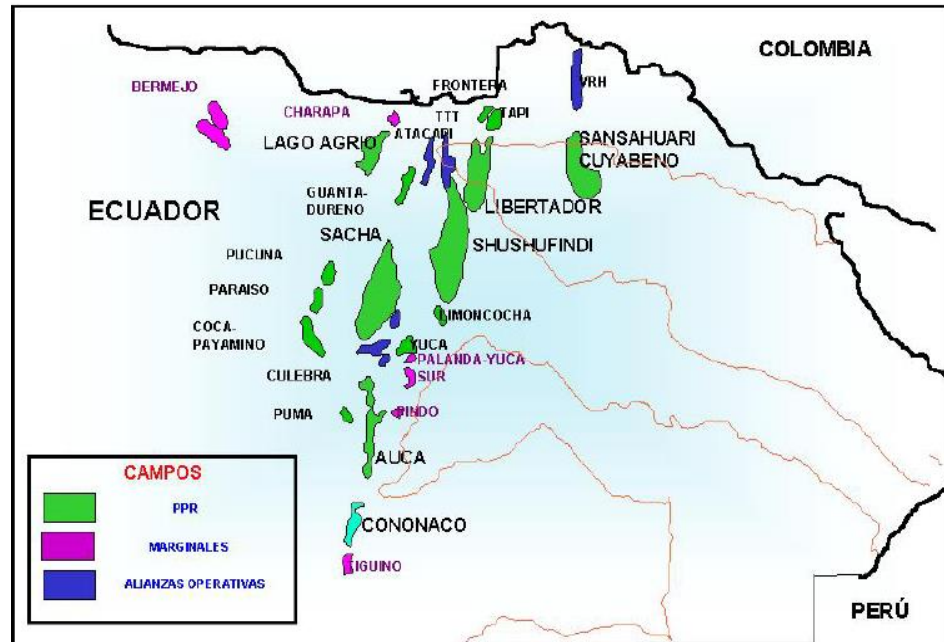 COLOMBIA
BERMEJO
FRONTERA
VRH
CHARAPA
TTT
TAPI
ATACAPI
LAGO AGRIO
SANSAHUARI
CUYABENO
GUANTA-
DURENO
LIBERTADOR
ECUADOR
SACHA
SHUSHUFINDI
PUCUNA
PARAISO
LIMONCOCHA
COCA-
PAYAMINO
YUCA
PALANDA-YUCA
SUR
CULEBRA
PUMA
PINDO
AUCA
CAMPOS
PPR
MARGINALES
ALIANZAS OPERATIVAS
CONONACO
IGUINO
PERÚ